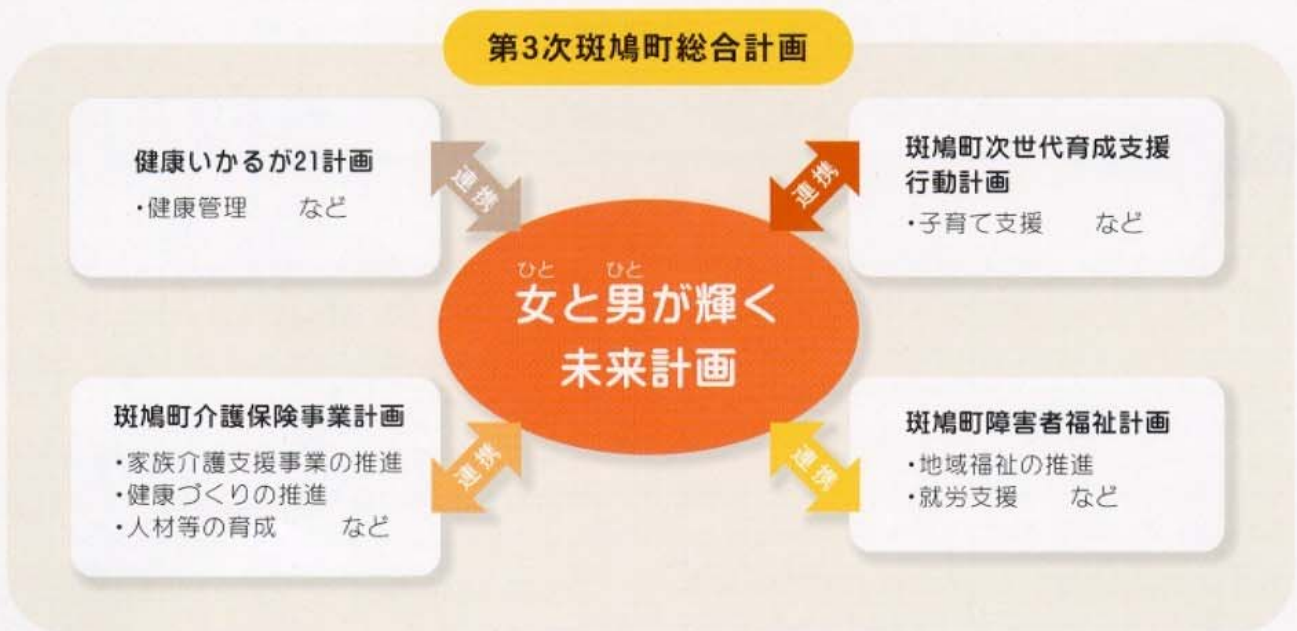 第3次斑鳩町総合計画
健康いかるが21計画
・健康管理　　など
連携
斑鳩町次世代育成支援
行動計画
・子育て支援　　など
連携
ひと　ひと
女と男が輝く
未来計画
斑鳩町介護保険事業計画
・家族介護支援事業の推進
・健康づくりの推進
・人材等の育成　　など
連携
斑鳩町障害者福祉計画
・地域福祉の推進
・就労支援　　など
連携